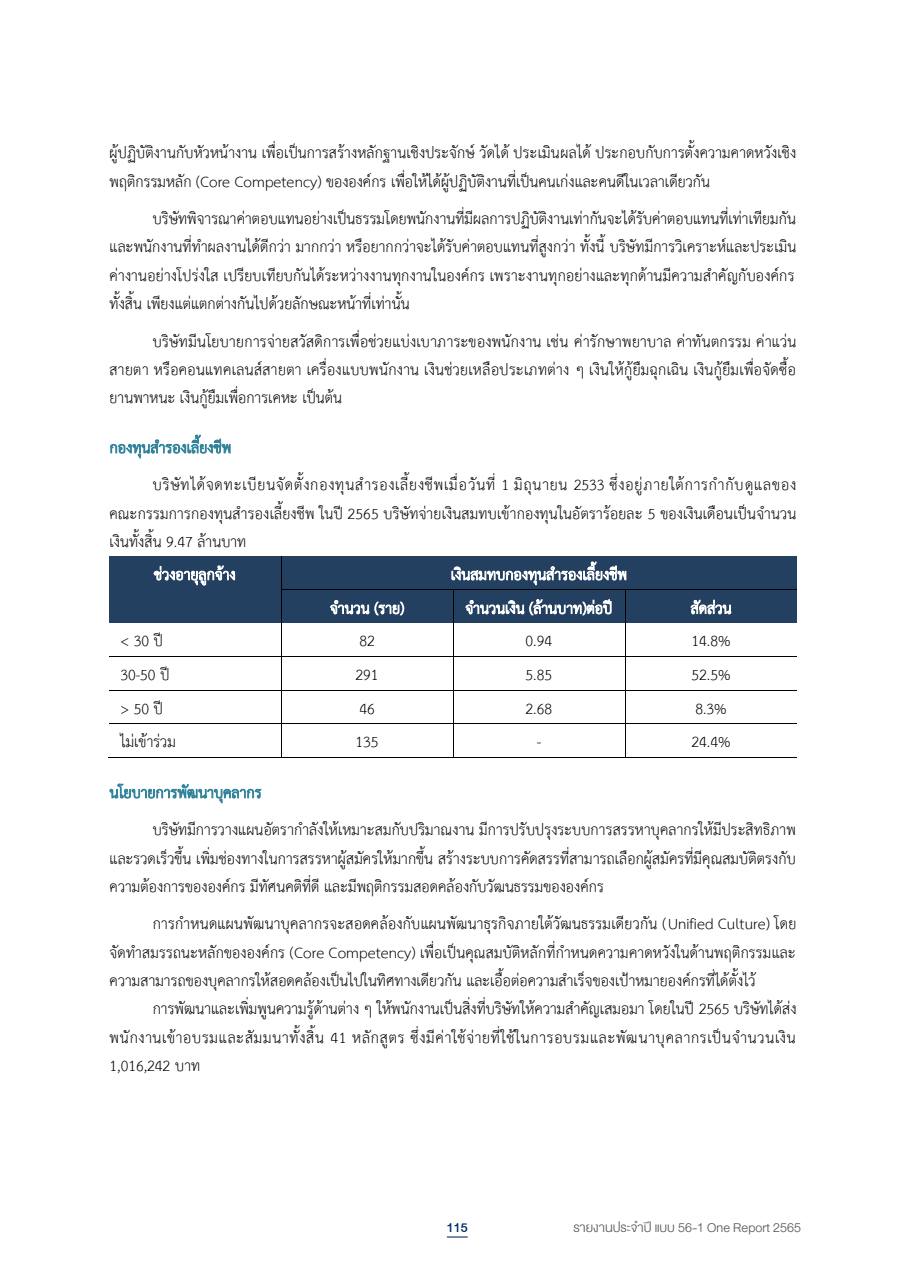 ผู้ปฏิบัติงานกับหัวหน้างาน เพื่อเป็นการสร้างหลักฐานเชิงประจักษ์ วัดได้ ประเมินผลได้ ประกอบกับการตั้งความคาดหวังเชิง
พฤติกรรมหลัก (Core Competency) ขององค์กร เพื่อให้ได้ผู้ปฏิบัติงานที่เป็นคนเก่งและคนดีในเวลาเดียวกัน
บริษัทพิจารณาค่าตอบแทนอย่างเป็นธรรมโดยพนักงานที่มีผลการปฏิบัติงานเท่ากันจะได้รับค่าตอบแทนที่เท่าเทียมกัน
และพนักงานที่ทำผลงานได้ดีกว่า มากกว่า หรือยากกว่าจะได้รับค่าตอบแทนที่สูงกว่า ทั้งนี้ บริษัทมีการวิเคราะห์และประเมิน
ค่างานอย่างโปร่งใส เปรียบเทียบกันได้ระหว่างงานทุกงานในองค์กร เพราะงานทุกอย่างและทุกด้านมีความสำคัญกับองค์กร
ทั้งสิ้น เพียงแต่แตกต่างกันไปด้วยลักษณะหน้าที่เท่านั้น
บริษัทมีนโยบายการจ่ายสวัสดิการเพื่อช่วยแบ่งเบาภาระของพนักงาน เช่น ค่ารักษาพยาบาล ค่าทันตกรรม ค่าแว่น
สายตา หรือคอนแทคเลนส์สายตา เครื่องแบบพนักงาน เงินช่วยเหลือประเภทต่าง ๆ เงินให้กู้ยืมฉุกเฉิน เงินกู้ยืมเพื่อจัดซื้อ
ยานพาหนะ เงินกู้ยืมเพื่อการเคหะ เป็นต้น
กองทุนสำรองเลี้ยงชีพ
บริษัทได้จดทะเบียนจัดตั้งกองทุนสำรองเลี้ยงชีพเมื่อวันที่ 1 มิถุนายน 2533 ซึ่งอยู่ภายใต้การกำกับดูแลของ
คณะกรรมการกองทุนสำรองเลี้ยงชีพ ในปี 2565 บริษัทจ่ายเงินสมทบเข้ากองทุนในอัตราร้อยละ 5 ของเงินเดือนเป็นจำนวน
เงินทั้งสิ้น 9.47 ล้านบาท
ช่วงอายุลูกจ้าง เงินสมทบกองทุนสำรองเลี้ยงชีพ
จำนวน (ราย) จำนวนเงิน (ล้านบาท)ต่อปี สัดส่วน
< 30 ปี 82 0.94 14.8%
30-50 ปี 291 5.85 52.5%
> 50 ปี 46 2.68 8.3%
ไม่เข้าร่วม 135 - 24.4%
นโยบายการพัฒนาบุคลากร
บริษัทมีการวางแผนอัตรากำลังให้เหมาะสมกับปริมาณงาน มีการปรับปรุงระบบการสรรหาบุคลากรให้มีประสิทธิภาพ
และรวดเร็วขึ้น เพิ่มช่องทางในการสรรหาผู้สมัครให้มากขึ้น สร้างระบบการคัดสรรที่สามารถเลือกผู้สมัครที่มีคุณสมบัติตรงกับ
ความต้องการขององค์กร มีทัศนคติที่ดี และมีพฤติกรรมสอดคล้องกับวัฒนธรรมขององค์กร
การกำหนดแผนพัฒนาบุคลากรจะสอดคล้องกับแผนพัฒนาธุรกิจภายใต้วัฒนธรรมเดียวกัน (Unified Culture) โดย
จัดทำสมรรถนะหลักขององค์กร (Core Competency) เพื่อเป็นคุณสมบัติหลักที่กำหนดความคาดหวังในด้านพฤติกรรมและ
ความสามารถของบุคลากรให้สอดคล้องเป็นไปในทิศทางเดียวกัน และเอื้อต่อความสำเร็จของเป้าหมายองค์กรที่ได้ตั้งไว้
การพัฒนาและเพิ่มพูนความรู้ด้านต่าง ๆ ให้พนักงานเป็นสิ่งที่บริษัทให้ความสำคัญเสมอมา โดยในปี 2565 บริษัทได้ส่ง
พนักงานเข้าอบรมและสัมมนาทั้งสิ้น 41 หลักสูตร ซึ่งมีค่าใช้จ่ายที่ใช้ในการอบรมและพัฒนาบุคลากรเป็นจำนวนเงิน
1,016,242 บาท
115 รายงานประจำปี แบบ 56-1 One Report 2565